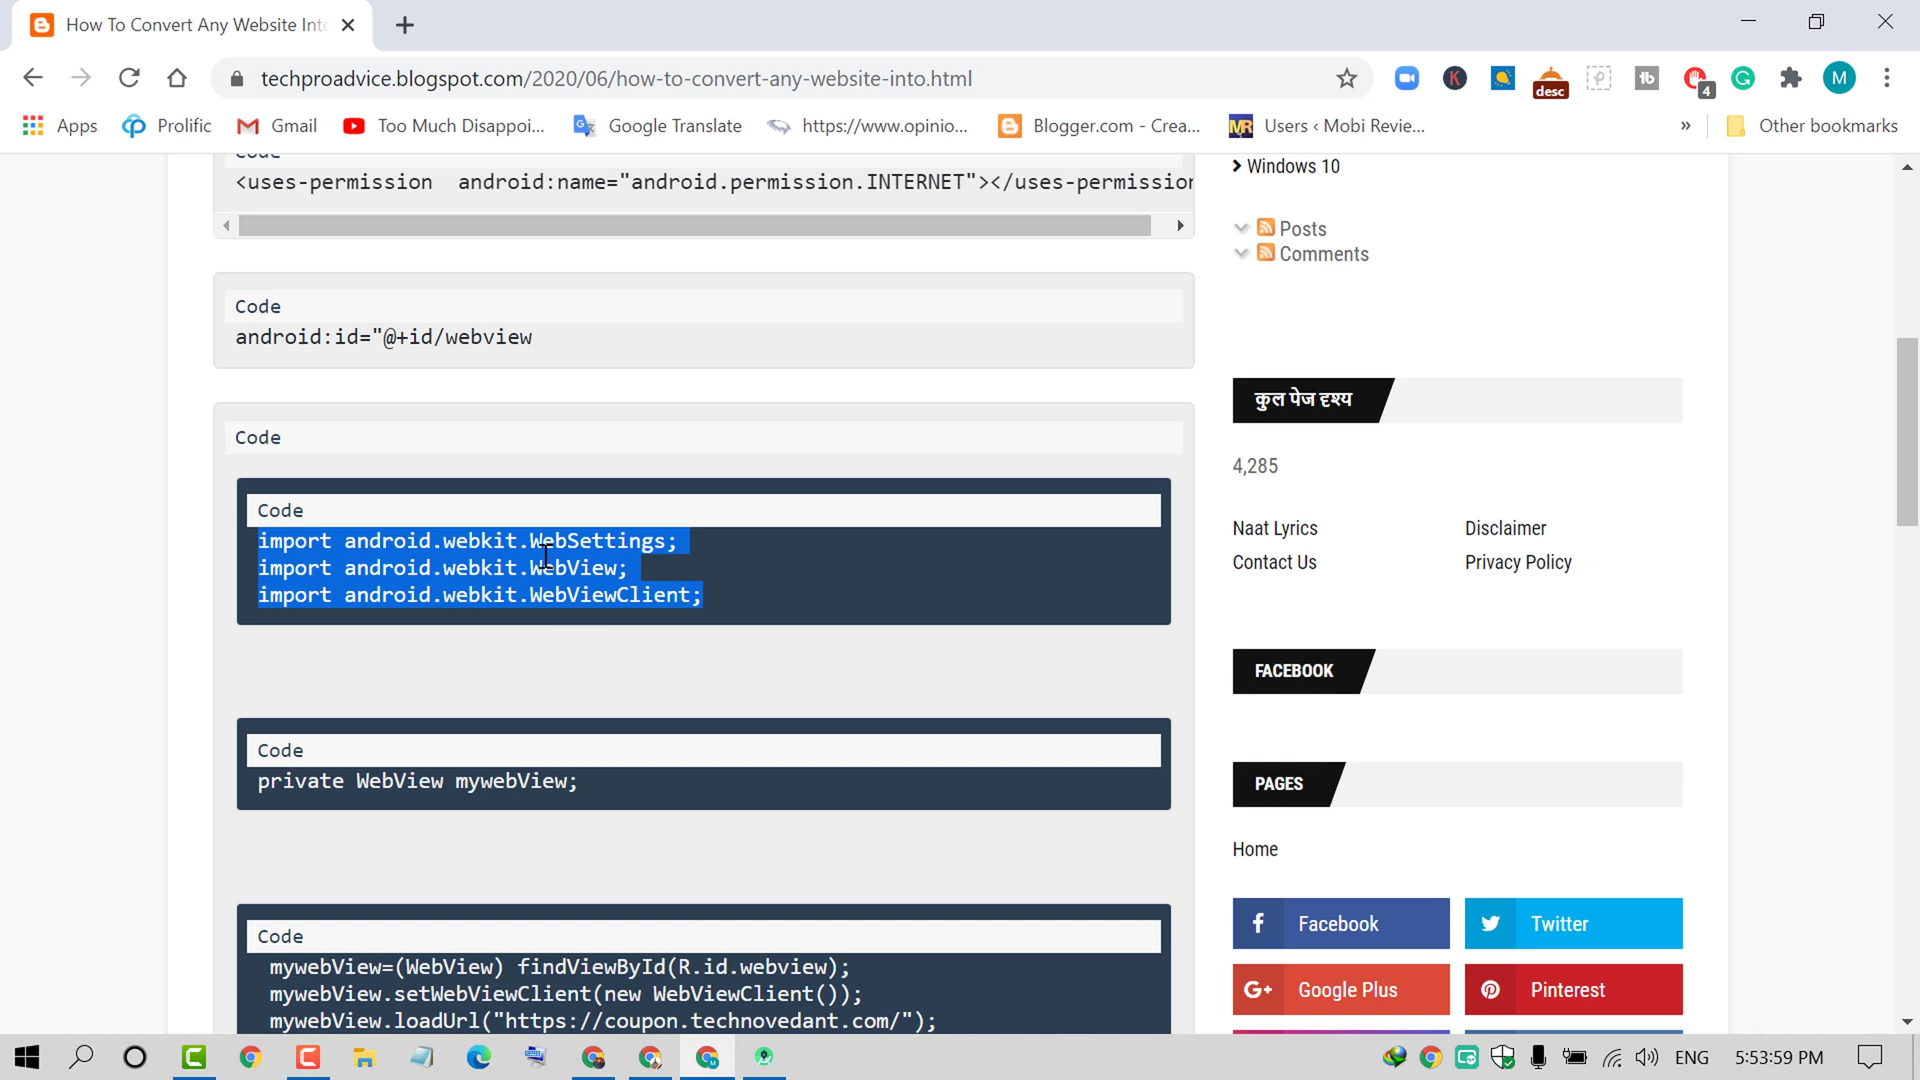 How To Convert Any Website Int
techproadvice.blogspot.com/2020/06/how-to-convert-any-website-into.html
K
desc
tb
4
G
M
Apps
Prolific
Gmail
Too Much Disappoi...
Google Translate
https://www.opinio...
Blogger.com - Crea...
MR
Users ‹ Mobi Revie...
»
Other bookmarks
Code
<uses-permission  android:name="android.permission.INTERNET"></uses-permission
Code
android:id="@+id/webview
Code
Code
import android.webkit.WebSettings;
import android.webkit.WebView;
import android.webkit.WebViewClient;
Code
private WebView mywebView;
Code
mywebView=(WebView) findViewById(R.id.webview);
mywebView.setWebViewClient(new WebViewClient());
mywebView.loadUrl("https://coupon.technovedant.com/");
Windows 10
Posts
Comments
कुल पेज दृश्य
4,285
Naat Lyrics
Disclaimer
Contact Us
Privacy Policy
FACEBOOK
PAGES
Home
Facebook
Twitter
Google Plus
Pinterest
ENG
5:53:59 PM